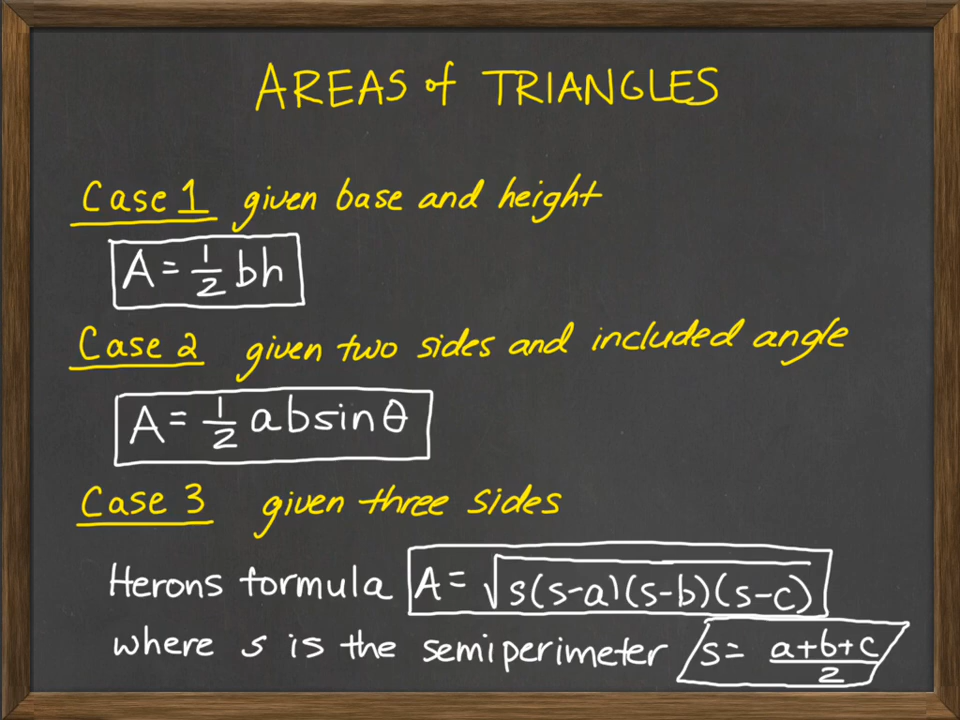 AREAS of TRIANGLES
Case 1 given base and height
A = 1/2 bh
Case 2 given two sides and included angle
A = 1/2 absinθ
Case 3 given three sides
Herons formula A = √s(s-a)(s-b)(s-c)
where s is the semiperimeter s = a+b+c/2